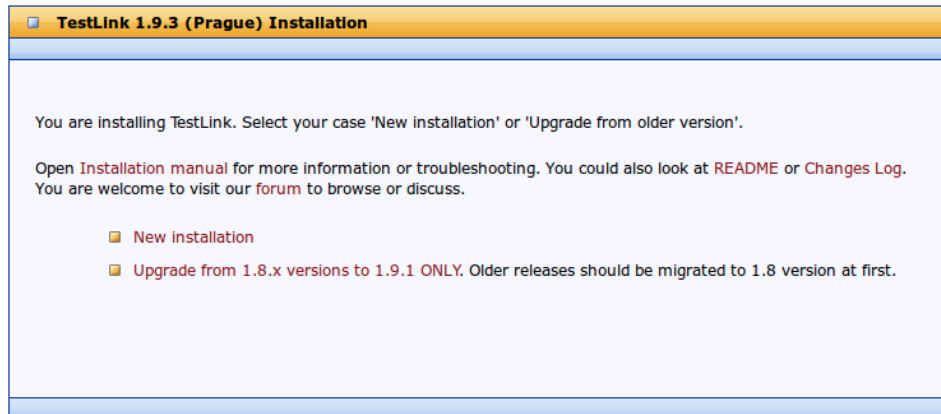 TestLink 1.9.3 (Prague) Installation
You are installing TestLink. Select your case 'New installation' or 'Upgrade from older version'.
Open Installation manual for more information or troubleshooting. You could also look at README or Changes Log.
You are welcome to visit our forum to browse or discuss.
New installation
Upgrade from 1.8.x versions to 1.9.1 ONLY. Older releases should be migrated to 1.8 version at first.